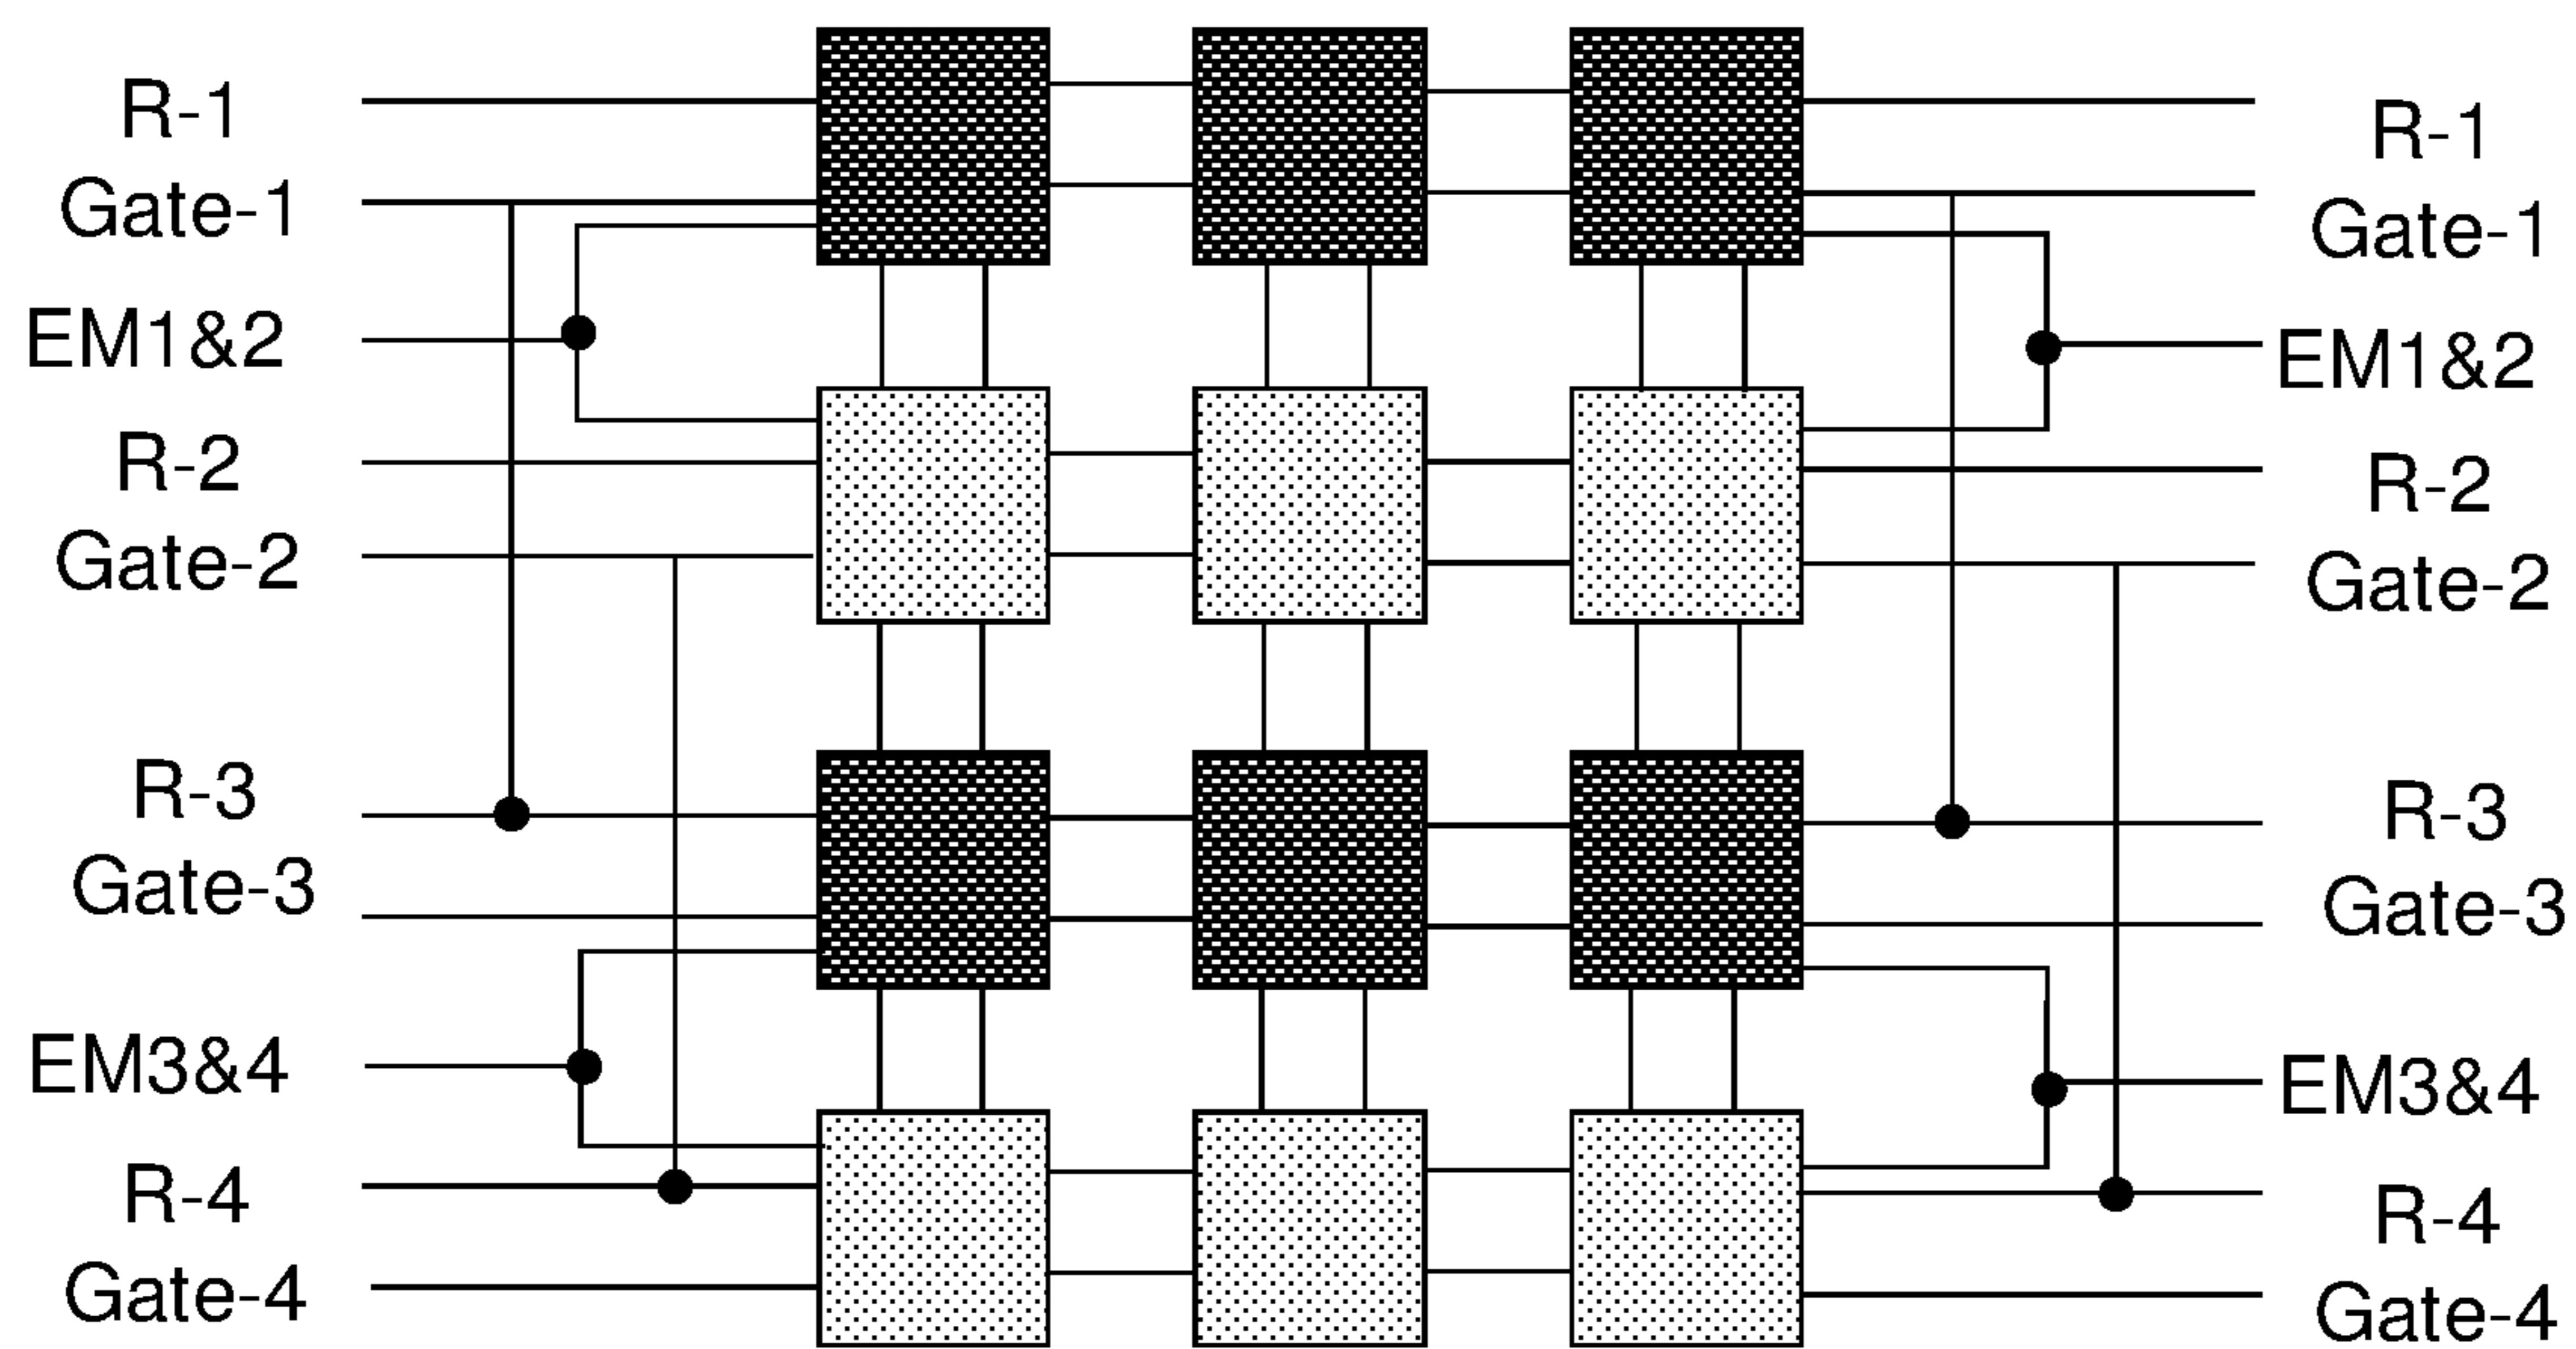 R-1
Gate-1
EM1&2
R-2
Gate-2
R-3
Gate-3
EM3&4
R-4
Gate-4
R-1
Gate-1
EM1&2
R-2
Gate-2
R-3
Gate-3
EM3&4
R-4
Gate-4